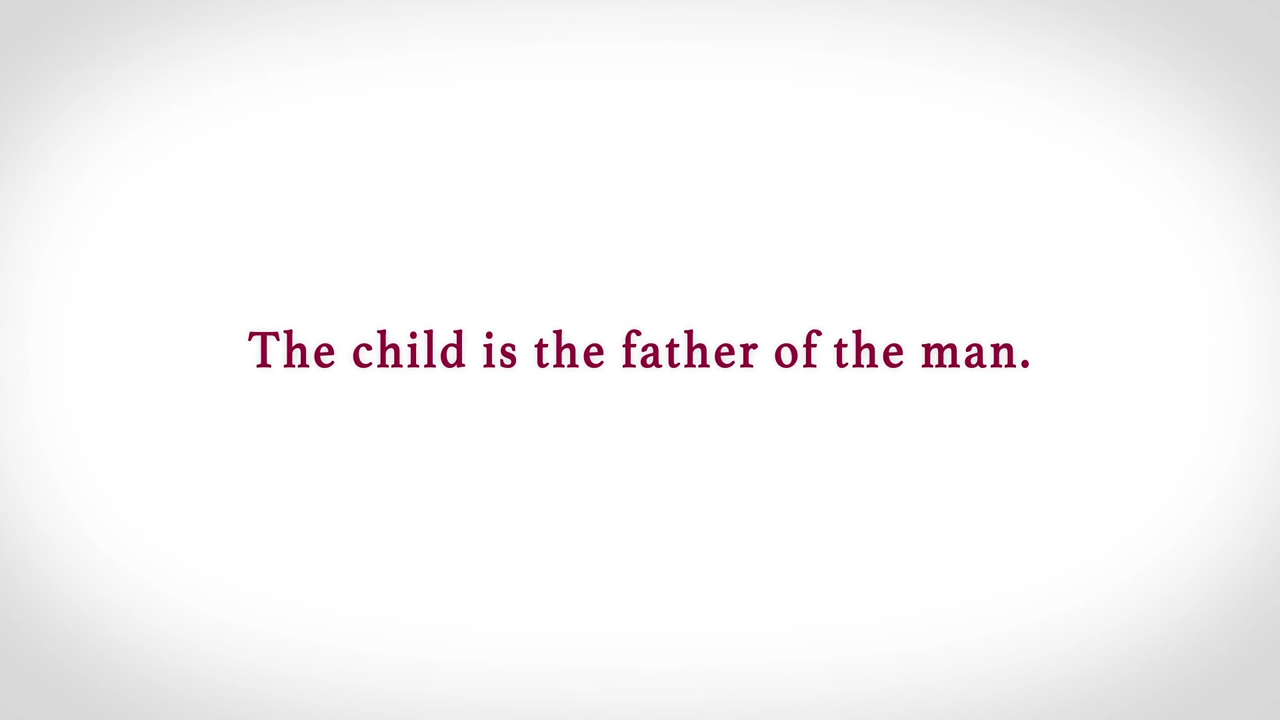 The child is the father of the man.